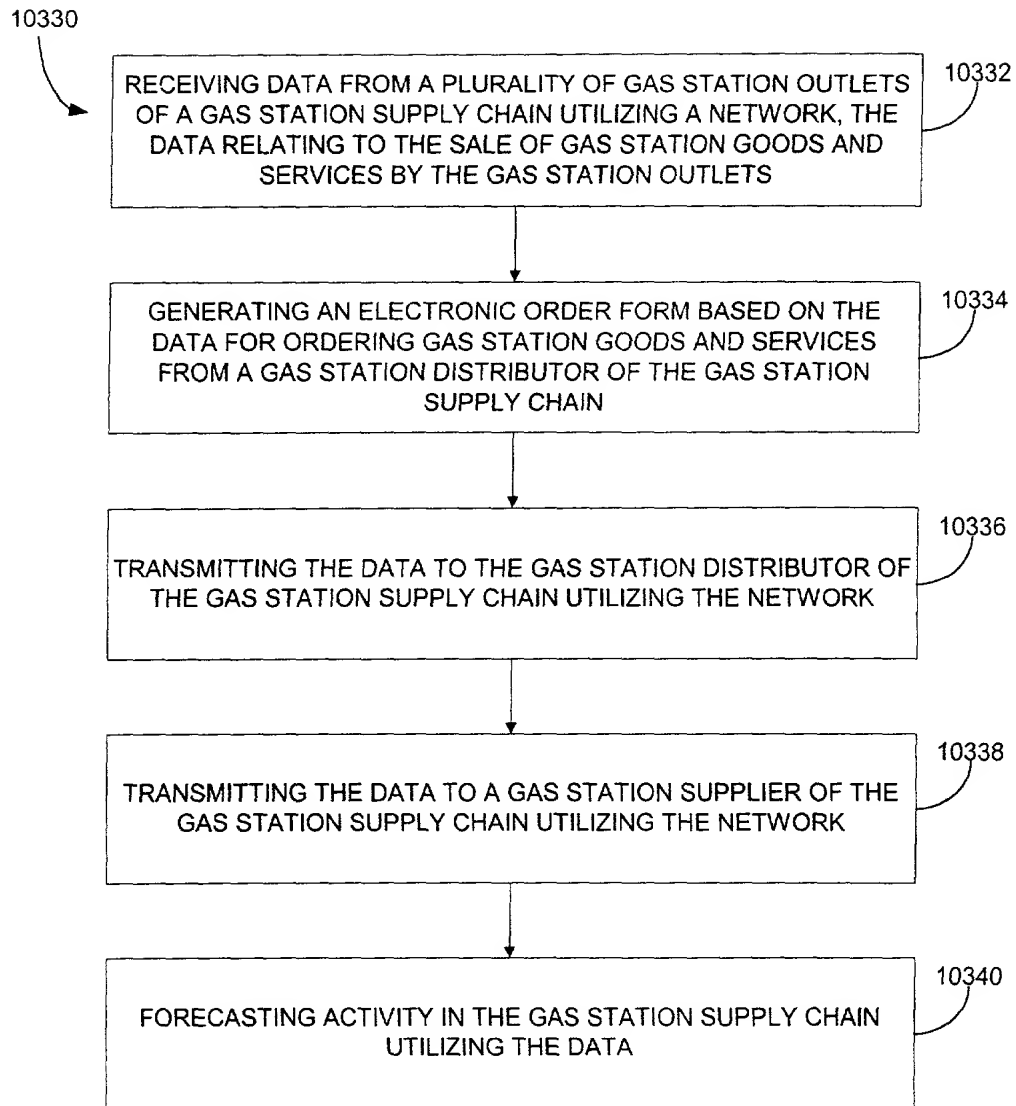 10330
RECEIVING DATA FROM A PLURALITY OF GAS STATION OUTLETS
OF A GAS STATION SUPPLY CHAIN UTILIZING A NETWORK, THE
DATA RELATING TO THE SALE OF GAS STATION GOODS AND
SERVICES BY THE GAS STATION OUTLETS
10332
GENERATING AN ELECTRONIC ORDER FORM BASED ON THE
DATA FOR ORDERING GAS STATION GOODS AND SERVICES
FROM A GAS STATION DISTRIBUTOR OF THE GAS STATION
SUPPLY CHAIN
10334
TRANSMITTING THE DATA TO THE GAS STATION DISTRIBUTOR OF
THE GAS STATION SUPPLY CHAIN UTILIZING THE NETWORK
10336
TRANSMITTING THE DATA TO A GAS STATION SUPPLIER OF THE
GAS STATION SUPPLY CHAIN UTILIZING THE NETWORK
10338
FORECASTING ACTIVITY IN THE GAS STATION SUPPLY CHAIN
UTILIZING THE DATA
10340